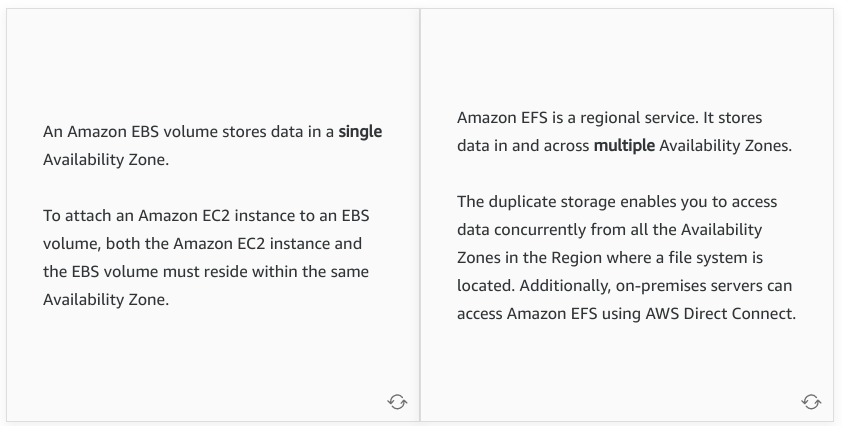 An Amazon EBS volume stores data in a single
Availability Zone.
To attach an Amazon EC2 instance to an EBS
volume, both the Amazon EC2 instance and
the EBS volume must reside within the same
Availability Zone.
Amazon EFS is a regional service. It stores
data in and across multiple Availability Zones.
The duplicate storage enables you to access
data concurrently from all the Availability
Zones in the Region where a file system is
located. Additionally, on-premises servers can
access Amazon EFS using AWS Direct Connect.